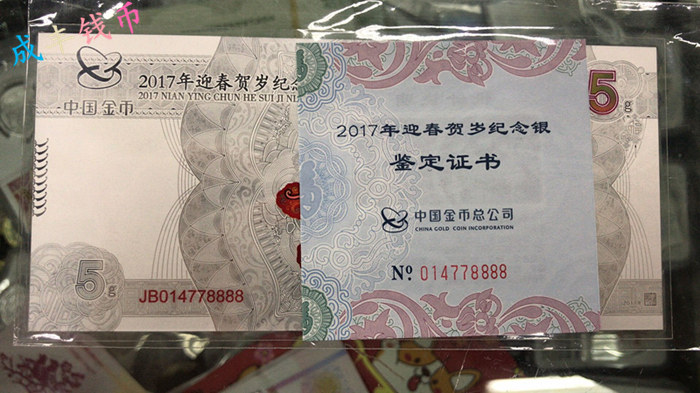 成士钱币
中国金币
2017年迎春贺岁纪念
2017 NIAN YING CHUN HE SUI JI
5g
JB014778888
5g
2017年迎春贺岁纪念银
鉴定证书
中国金币总公司
CHINA GOLD COIN INCORPORATION
№ 014778888